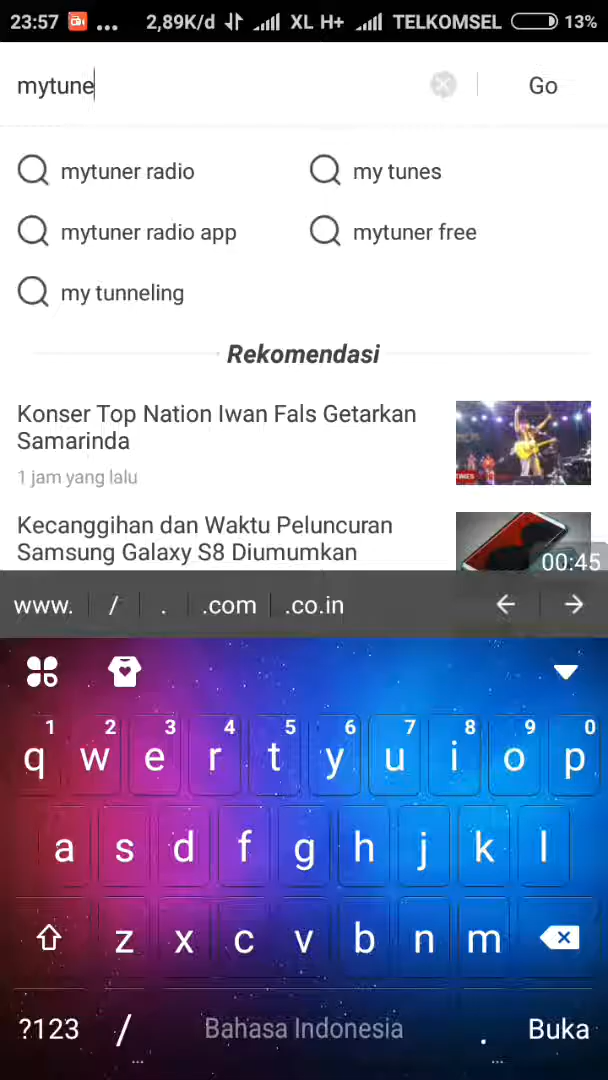 23:57 ... 2,89K/d XL H+ TELKOMSEL 13%
mytune Go
mytuner radio my tunes
mytuner radio app mytuner free
my tunneling
Rekomendasi
Konser Top Nation Iwan Fals Getarkan
Samarinda
1 jam yang lalu
Kecanggihan dan Waktu Peluncuran
Samsung Galaxy S8 Diumumkan
00:45
www. / . .com .co.in
1 2 3 4 5 6 7 8 9 0
q w e r t y u i o p
a s d f g h j k l
z x c v b n m
?123 / Bahasa Indonesia . Buka